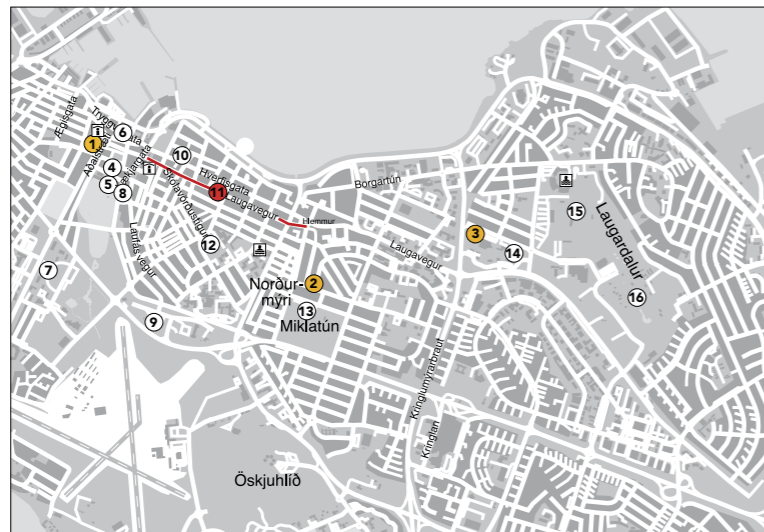 Ægisgata
Tryggvagata
1
6
Aðalstræti
4
Lækjargata
5
8
10
Hverfisgata
Skólavörðustígur
11
Laugavegur
Hlemmur
Borgartún
Laufásvegur
12
7
9
Norður-
mýri
2
13
Miklatún
Laugavegur
3
14
15
Laugardalur
16
Kringlumýrarbraut
Kringlan
Öskjuhlíð